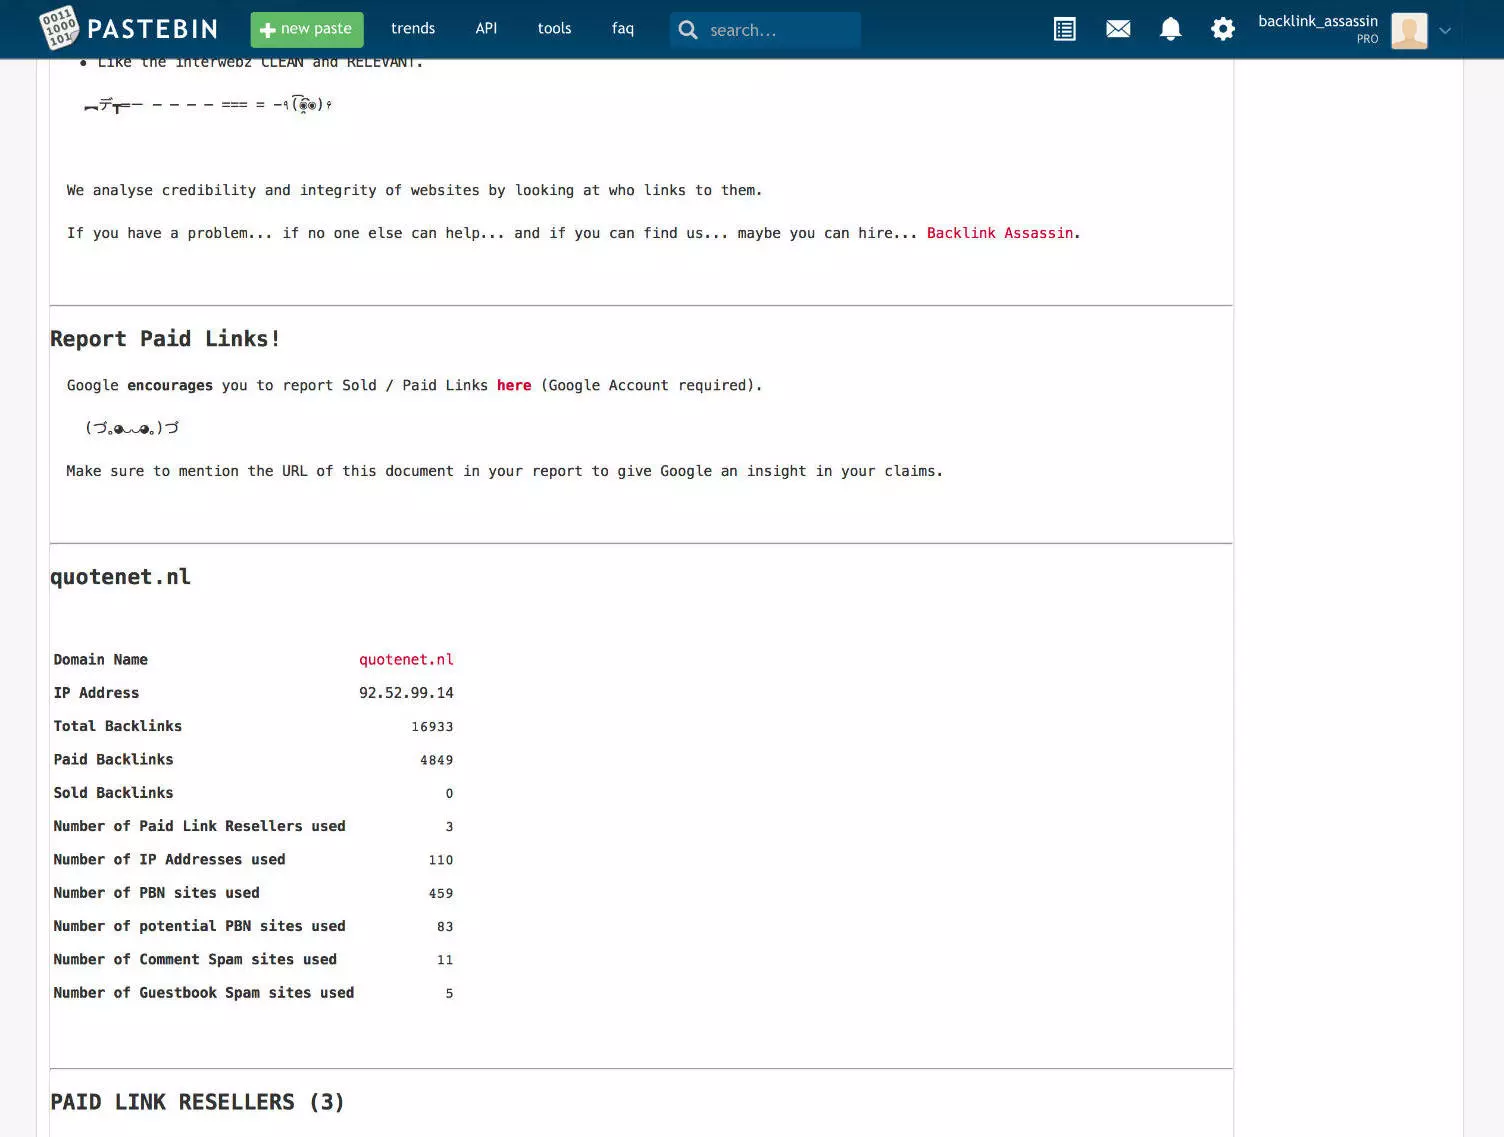 0011
1000
101
PASTEBIN
new paste
trends
API
tools
faq
search...
backlink_assassin
PRO
• Like the interwebz CLEAN and RELEVANT.
We analyse credibility and integrity of websites by looking at who links to them.
If you have a problem... if no one else can help... and if you can find us... maybe you can hire... Backlink Assassin.
Report Paid Links!
Google encourages you to report Sold / Paid Links here (Google Account required).
(づ｡◕‿‿◕｡)づ
Make sure to mention the URL of this document in your report to give Google an insight in your claims.
quotenet.nl
Domain Name quotenet.nl
IP Address 92.52.99.14
Total Backlinks 16933
Paid Backlinks 4849
Sold Backlinks 0
Number of Paid Link Resellers used 3
Number of IP Addresses used 110
Number of PBN sites used 459
Number of potential PBN sites used 83
Number of Comment Spam sites used 11
Number of Guestbook Spam sites used 5
PAID LINK RESELLERS (3)